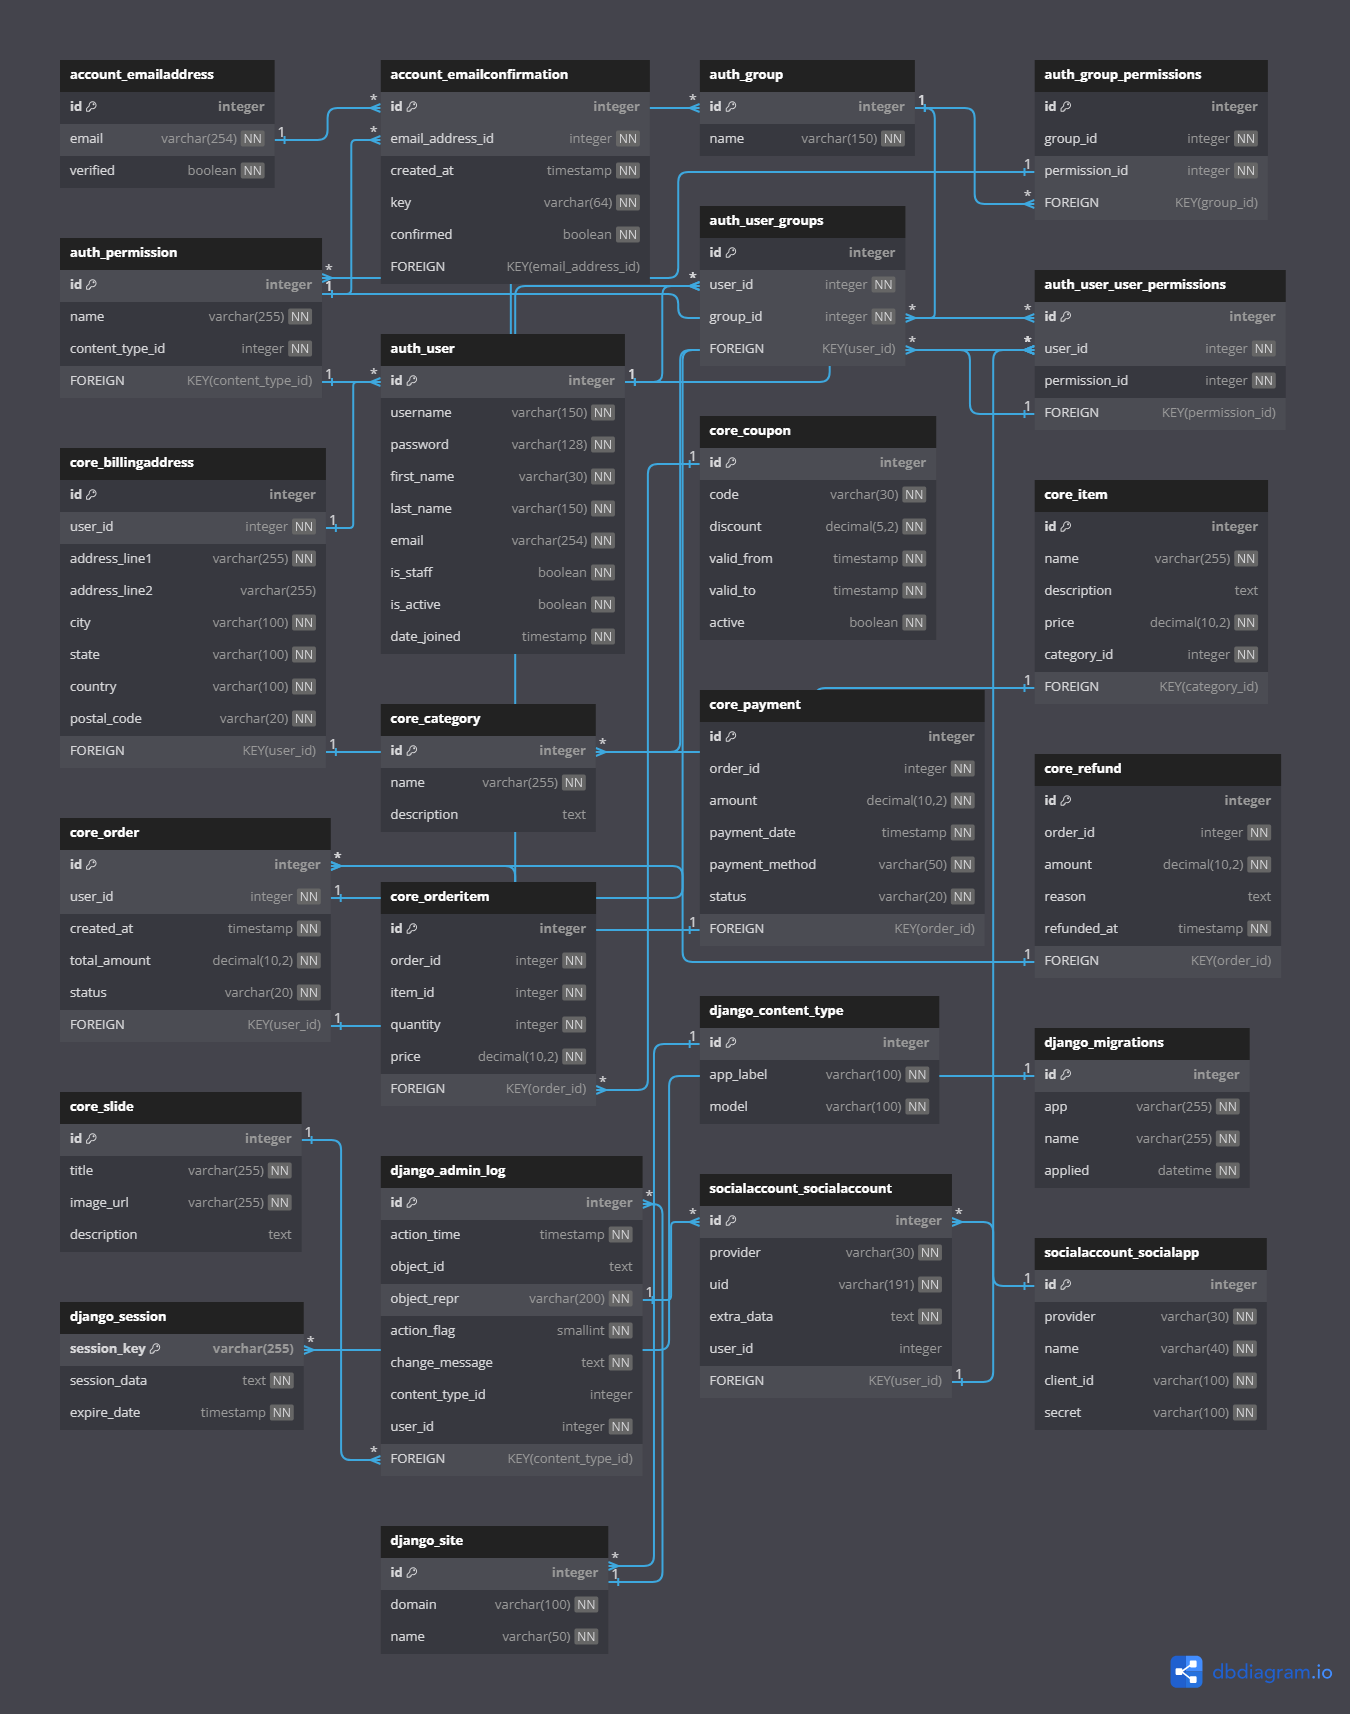 account_emailaddress
id integer
email varchar(254) NN
verified boolean NN
auth_permission
id integer
name varchar(255) NN
content_type_id integer NN
FOREIGN KEY(content_type_id)
core_billingaddress
id integer
user_id integer NN
address_line1 varchar(255) NN
address_line2 varchar(255)
city varchar(100) NN
state varchar(100) NN
country varchar(100) NN
postal_code varchar(20) NN
FOREIGN KEY(user_id)
core_order
id integer
user_id integer NN
created_at timestamp NN
total_amount decimal(10,2) NN
status varchar(20) NN
FOREIGN KEY(user_id)
core_slide
id integer
title varchar(255) NN
image_url varchar(255) NN
description text
django_session
session_key varchar(255)
session_data text NN
expire_date timestamp NN
account_emailconfirmation
id integer
email_address_id integer NN
created_at timestamp NN
key varchar(64) NN
confirmed boolean NN
FOREIGN KEY(email_address_id)
auth_user
id integer
username varchar(150) NN
password varchar(128) NN
first_name varchar(30) NN
last_name varchar(150) NN
email varchar(254) NN
is_staff boolean NN
is_active boolean NN
date_joined timestamp NN
core_category
id integer
name varchar(255) NN
description text
core_orderitem
id integer
order_id integer NN
item_id integer NN
quantity integer NN
price decimal(10,2) NN
FOREIGN KEY(order_id)
django_admin_log
id integer
action_time timestamp NN
object_id text
object_repr varchar(200) NN
action_flag smallint NN
change_message text NN
content_type_id integer
user_id integer NN
FOREIGN KEY(content_type_id)
django_site
id integer
domain varchar(100) NN
name varchar(50) NN
auth_group
id integer
name varchar(150) NN
auth_user_groups
id integer
user_id integer NN
group_id integer NN
FOREIGN KEY(user_id)
core_coupon
id integer
code varchar(30) NN
discount decimal(5,2) NN
valid_from timestamp NN
valid_to timestamp NN
active boolean NN
core_payment
id integer
order_id integer NN
amount decimal(10,2) NN
payment_date timestamp NN
payment_method varchar(50) NN
status varchar(20) NN
FOREIGN KEY(order_id)
django_content_type
id integer
app_label varchar(100) NN
model varchar(100) NN
socialaccount_socialaccount
id integer
provider varchar(30) NN
uid varchar(191) NN
extra_data text NN
user_id integer
FOREIGN KEY(user_id)
auth_group_permissions
id integer
group_id integer NN
permission_id integer NN
FOREIGN KEY(group_id)
auth_user_user_permissions
id integer
user_id integer NN
permission_id integer NN
FOREIGN KEY(permission_id)
core_item
id integer
name varchar(255) NN
description text
price decimal(10,2) NN
category_id integer NN
FOREIGN KEY(category_id)
core_refund
id integer
order_id integer NN
amount decimal(10,2) NN
reason text
refunded_at timestamp NN
FOREIGN KEY(order_id)
django_migrations
id integer
app varchar(255) NN
name varchar(255) NN
applied datetime NN
socialaccount_socialapp
id integer
provider varchar(30) NN
name varchar(40) NN
client_id varchar(100) NN
secret varchar(100) NN
dbdiagram.io